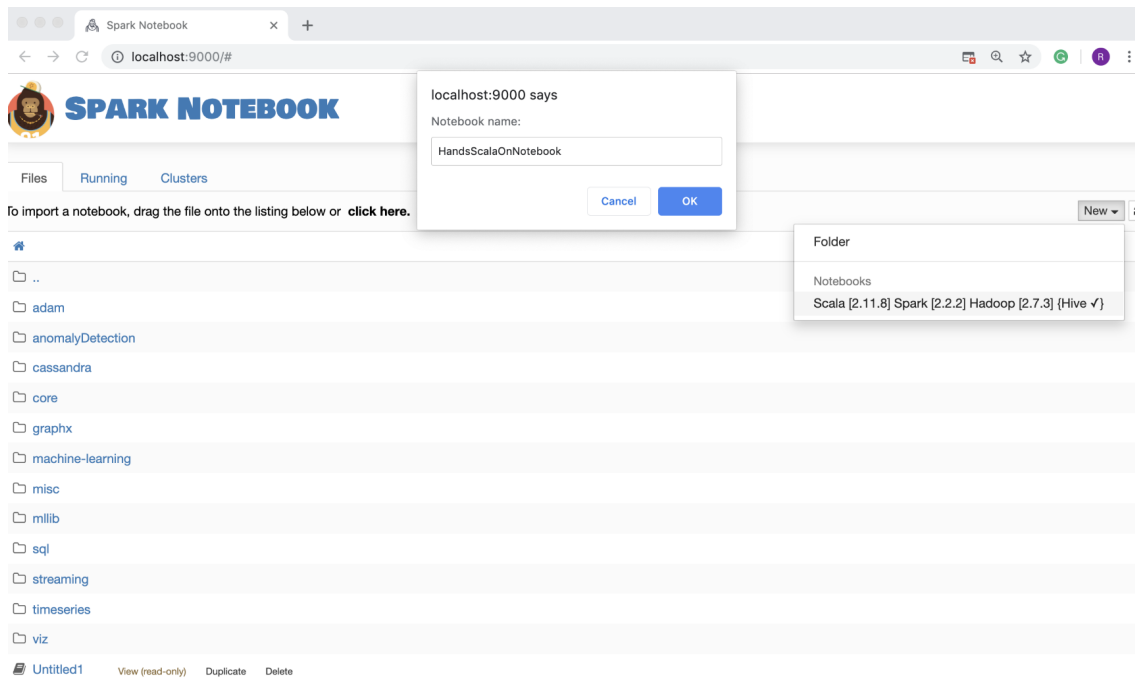 Spark Notebook
localhost:9000/#
R
SPARK NOTEBOOK
localhost:9000 says
Notebook name:
HandsScalaOnNotebook
Cancel OK
Files Running Clusters
To import a notebook, drag the file onto the listing below or click here.
New
Folder
Notebooks
Scala [2.11.8] Spark [2.2.2] Hadoop [2.7.3] {Hive ✓}
..
adam
anomalyDetection
cassandra
core
graphx
machine-learning
misc
mllib
sql
streaming
timeseries
viz
Untitled1 View (read-only) Duplicate Delete